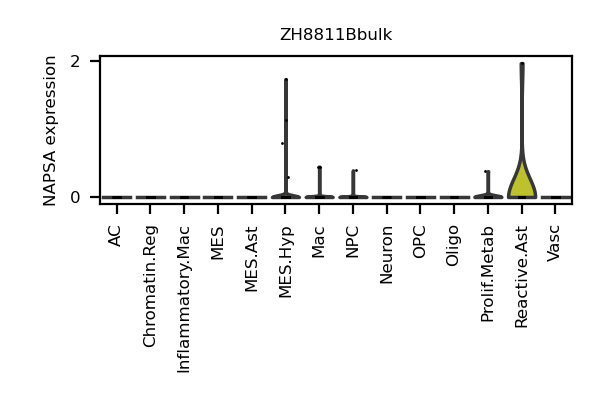 ZH8811Bbulk
NAPSA expression
2
0
AC
Chromatin.Reg
Inflammatory.Mac
MES
MES.Ast
MES.Hyp
Mac
NPC
Neuron
OPC
Oligo
Prolif.Metab
Reactive.Ast
Vasc